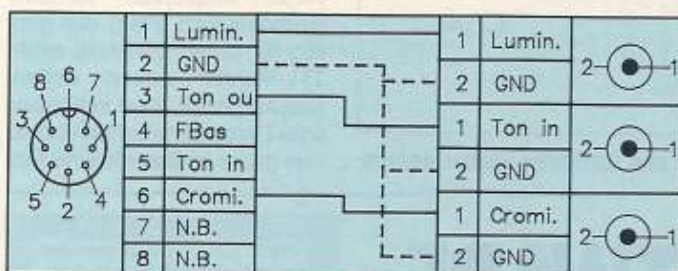 8 6 7
3 1
5 2 4
1 Lumin.
2 GND
3 Ton ou
4 FBas
5 Ton in
6 Cromi.
7 N.B.
8 N.B.
1 Lumin.
2 GND
2 1
1 Ton in
2 GND
2 1
1 Cromi.
2 GND
2 1